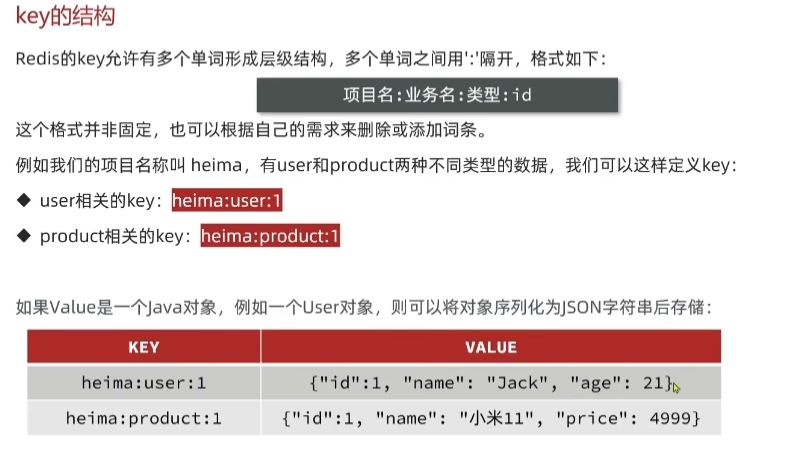 key的结构
Redis的key允许有多个单词形成层级结构，多个单词之间用':'隔开，格式如下：
项目名:业务名:类型:id
这个格式并非固定，也可以根据自己的需求来删除或添加词条。
例如我们的项目名称叫 heima，有user和product两种不同类型的数据，我们可以这样定义key：
◆ user相关的key：heima:user:1
◆ product相关的key：heima:product:1
如果Value是一个Java对象，例如一个User对象，则可以将对象序列化为JSON字符串后存储：
KEY VALUE
heima:user:1 {"id":1, "name": "Jack", "age": 21}
heima:product:1 {"id":1, "name": "小米11", "price": 4999}